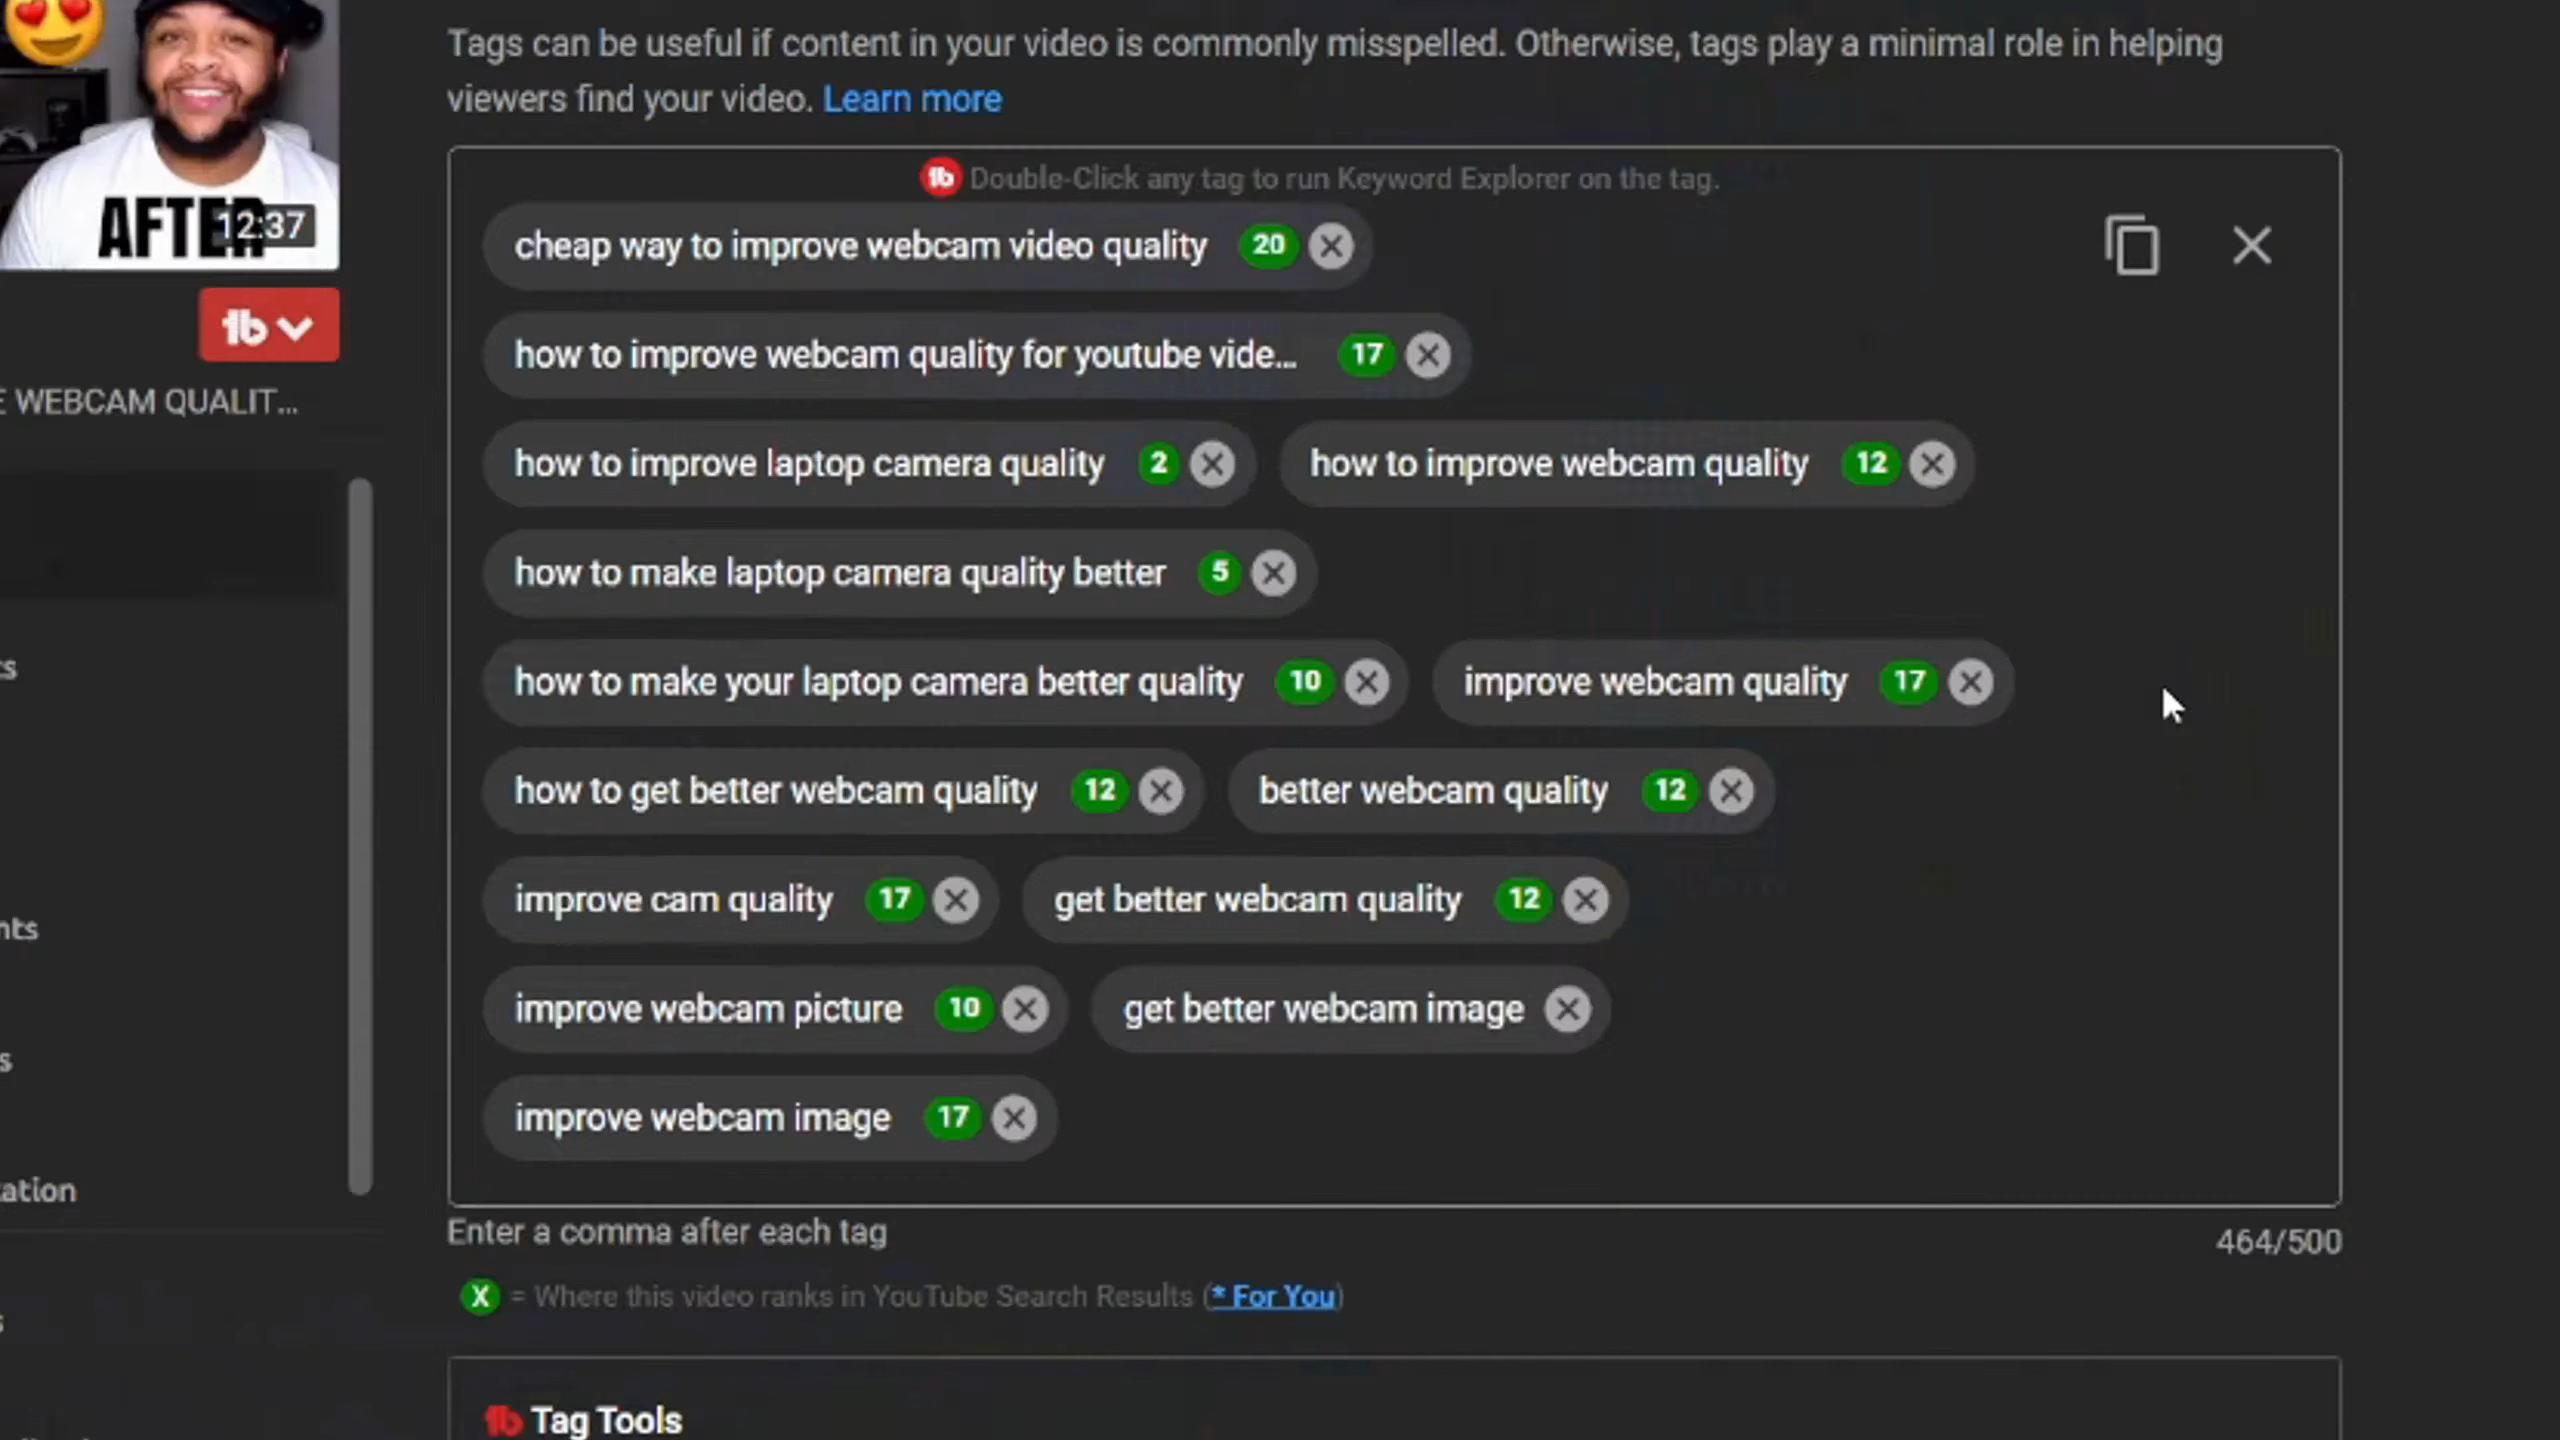 Tags can be useful if content in your video is commonly misspelled. Otherwise, tags play a minimal role in helping
viewers find your video. Learn more
tb Double-Click any tag to run Keyword Explorer on the tag.
AFTER 12:37
cheap way to improve webcam video quality 20
tb
how to improve webcam quality for youtube vide... 17
E WEBCAM QUALIT...
how to improve laptop camera quality 2 how to improve webcam quality 12
how to make laptop camera quality better 5
how to make your laptop camera better quality 10 improve webcam quality 17
how to get better webcam quality 12 better webcam quality 12
improve cam quality 17 get better webcam quality 12
nts
improve webcam picture 10 get better webcam image
s
improve webcam image 17
ation
Enter a comma after each tag 464/500
X = Where this video ranks in YouTube Search Results (* For You)
tb Tag Tools